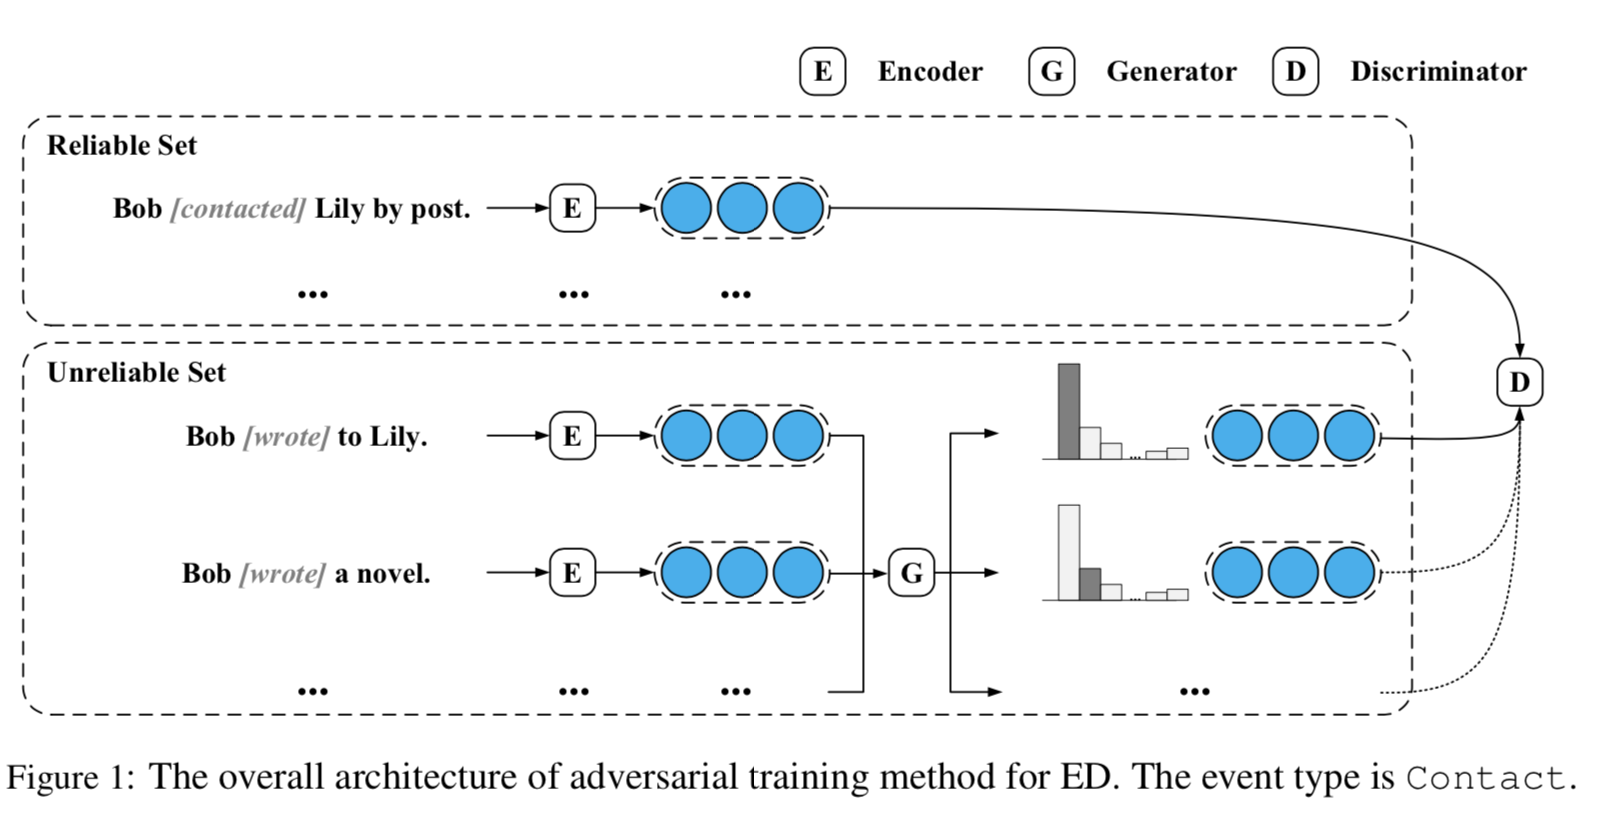 E Encoder G Generator D Discriminator
Reliable Set
Bob [contacted] Lily by post. E
... ... ...
Unreliable Set
D
Bob [wrote] to Lily. E
...
Bob [wrote] a novel. E G
...
... ... ... ...
Figure 1: The overall architecture of adversarial training method for ED. The event type is Contact.